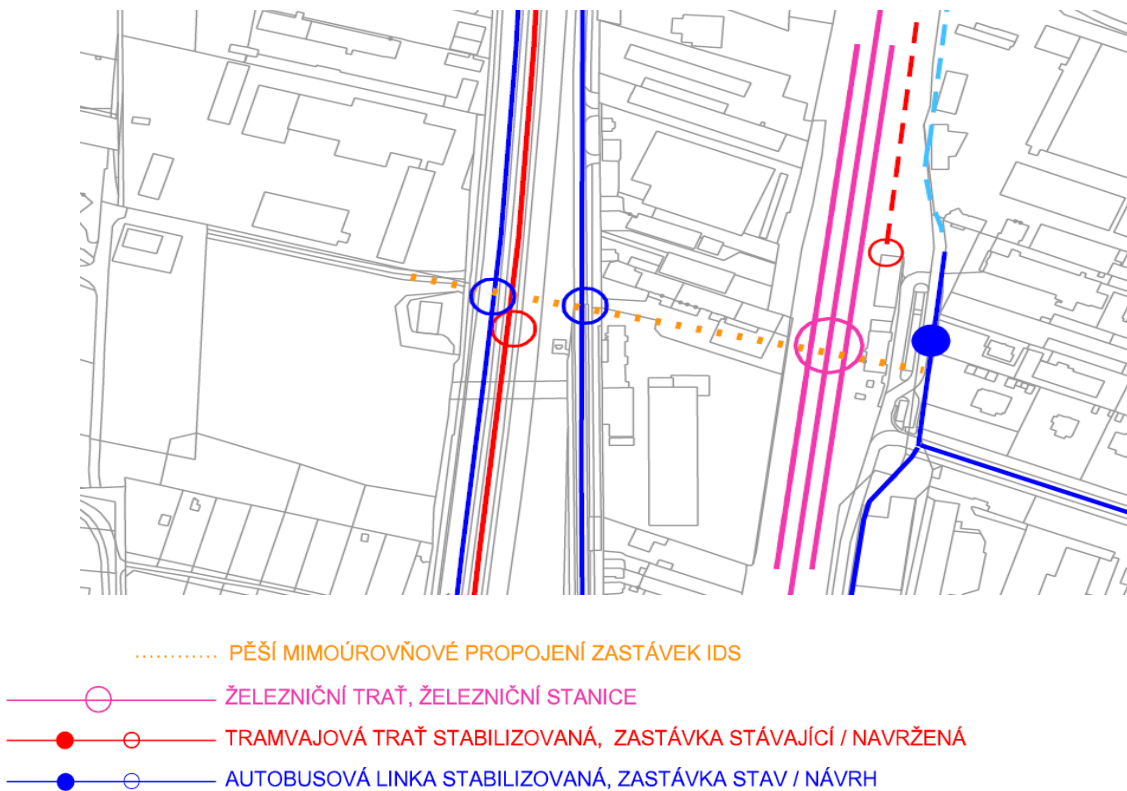 PĚŠÍ MIMOÚROVŇOVÉ PROPOJENÍ ZASTÁVEK IDS
ŽELEZNIČNÍ TRAŤ, ŽELEZNIČNÍ STANICE
TRAMVAJOVÁ TRAŤ STABILIZOVANÁ, ZASTÁVKA STÁVAJÍCÍ / NAVRŽENÁ
AUTOBUSOVÁ LINKA STABILIZOVANÁ, ZASTÁVKA STAV / NÁVRH